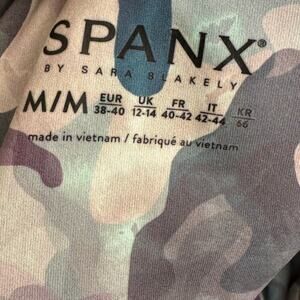 SPANX®
BY SARA BLAKELY
M/M EUR UK FR IT KR
38-40 12-14 40-42 42-44 66
made in vietnam / fabriqué au vietnam